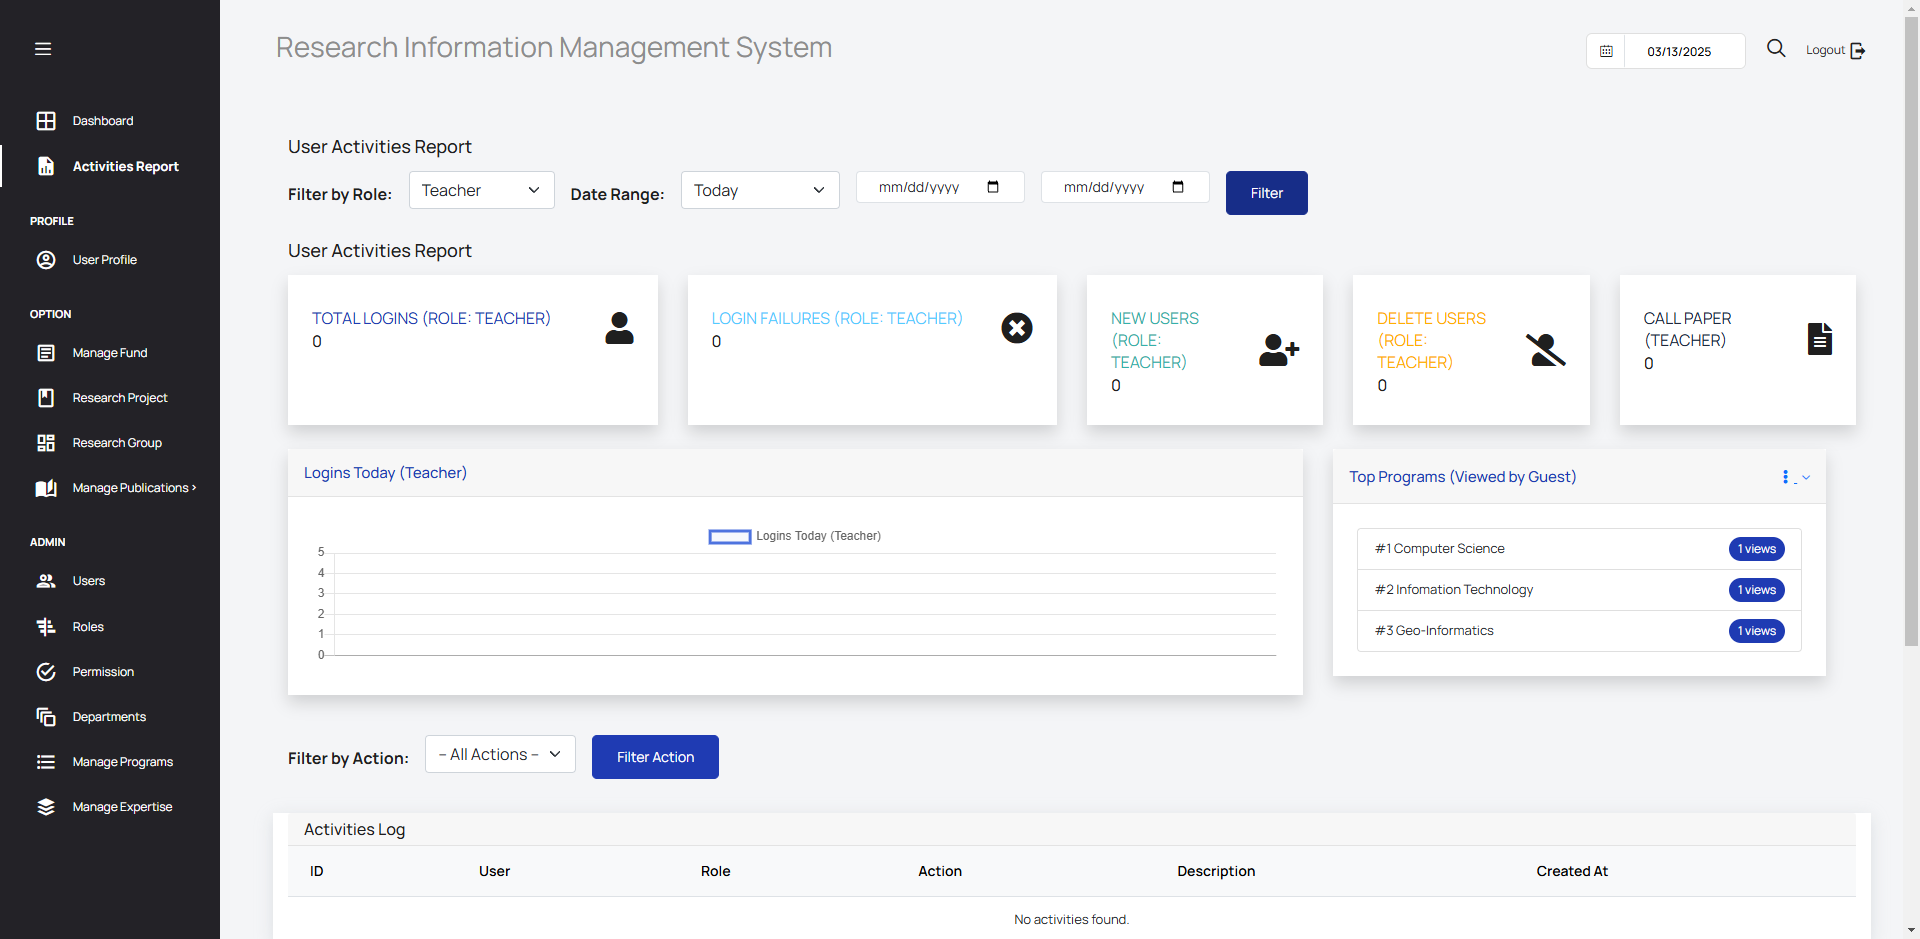 Research Information Management System
03/13/2025
Logout
Dashboard
Activities Report
PROFILE
User Profile
OPTION
Manage Fund
Research Project
Research Group
Manage Publications >
ADMIN
Users
Roles
Permission
Departments
Manage Programs
Manage Expertise
User Activities Report
Filter by Role: Teacher Date Range: Today mm/dd/yyyy mm/dd/yyyy Filter
User Activities Report
TOTAL LOGINS (ROLE: TEACHER)
0
LOGIN FAILURES (ROLE: TEACHER)
0
NEW USERS
(ROLE:
TEACHER)
0
DELETE USERS
(ROLE:
TEACHER)
0
CALL PAPER
(TEACHER)
0
Logins Today (Teacher)
Logins Today (Teacher)
5
4
3
2
1
0
Top Programs (Viewed by Guest)
#1 Computer Science 1 views
#2 Infomation Technology 1 views
#3 Geo-Informatics 1 views
Filter by Action: -- All Actions -- Filter Action
Activities Log
ID User Role Action Description Created At
No activities found.